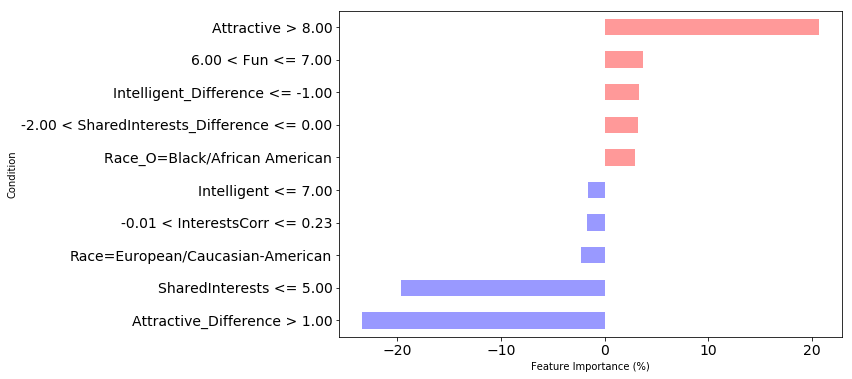 Attractive > 8.00
6.00 < Fun <= 7.00
Intelligent_Difference <= -1.00
-2.00 < SharedInterests_Difference <= 0.00
Race_O=Black/African American
Intelligent <= 7.00
-0.01 < InterestsCorr <= 0.23
Race=European/Caucasian-American
SharedInterests <= 5.00
Attractive_Difference > 1.00
Condition
−20 −10 0 10 20
Feature Importance (%)